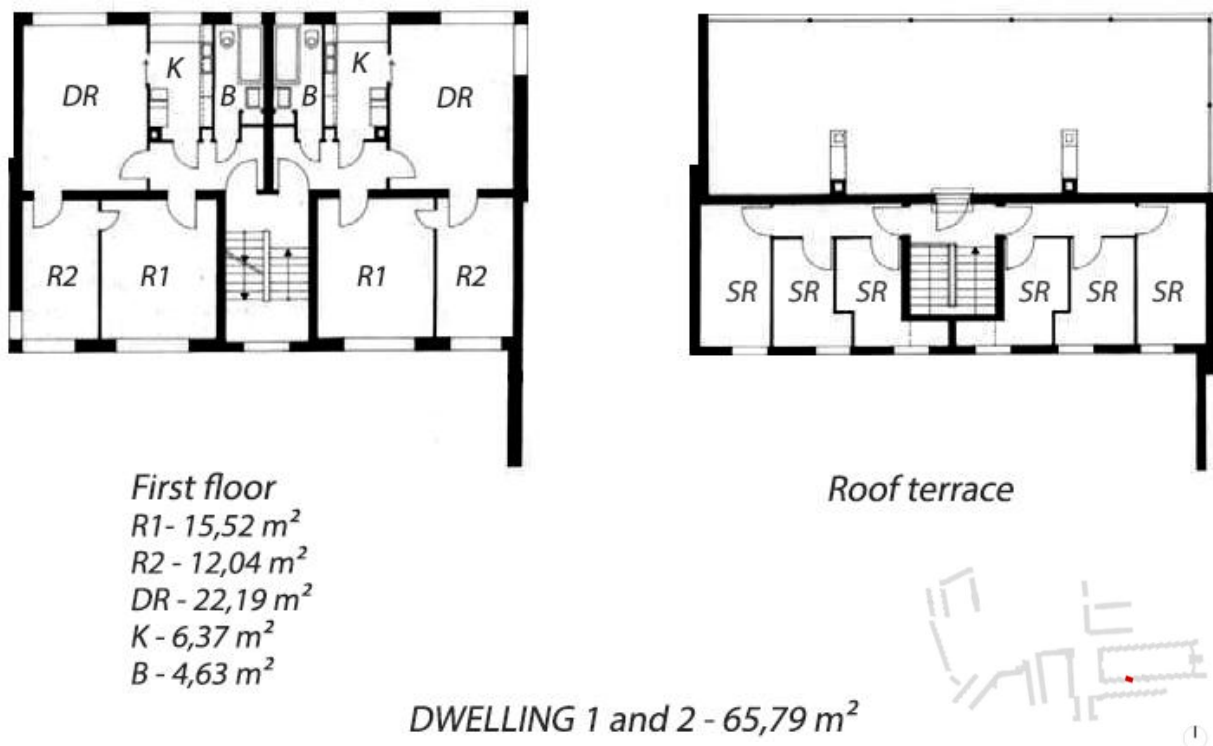 K
K
DR
B
B
DR
R2
R1
R1
R2
SR
SR
SR
SR
SR
SR
First floor
R1- 15,52 m²
R2 - 12,04 m²
DR - 22,19 m²
K - 6,37 m²
B - 4,63 m²
Roof terrace
DWELLING 1 and 2 - 65,79 m²